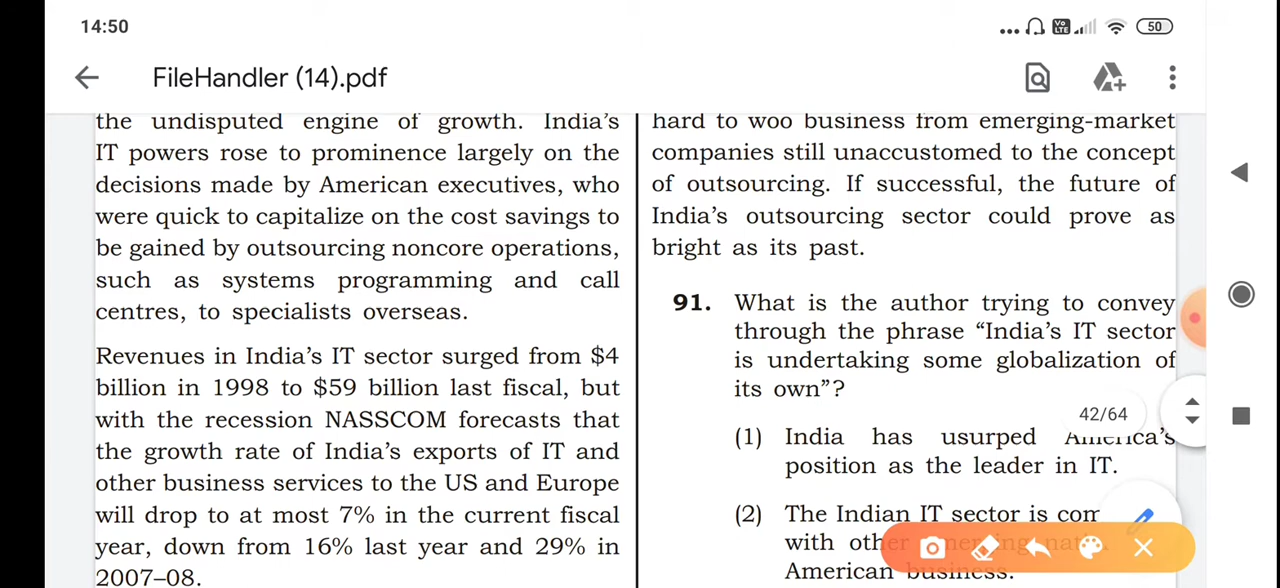 14:50
Vo LTE
50
FileHandler (14).pdf
the undisputed engine of growth. India's
IT powers rose to prominence largely on the
decisions made by American executives, who
were quick to capitalize on the cost savings to
be gained by outsourcing noncore operations,
such as systems programming and call
centres, to specialists overseas.
Revenues in India's IT sector surged from $4
billion in 1998 to $59 billion last fiscal, but
with the recession NASSCOM forecasts that
the growth rate of India's exports of IT and
other business services to the US and Europe
will drop to at most 7% in the current fiscal
year, down from 16% last year and 29% in
2007–08.
hard to woo business from emerging-market
companies still unaccustomed to the concept
of outsourcing. If successful, the future of
India's outsourcing sector could prove as
bright as its past.
91. What is the author trying to convey
through the phrase “India's IT sector
is undertaking some globalization of
its own”?
42/64
(1) India has usurped America's
position as the leader in IT.
(2) The Indian IT sector is com
with
American business.